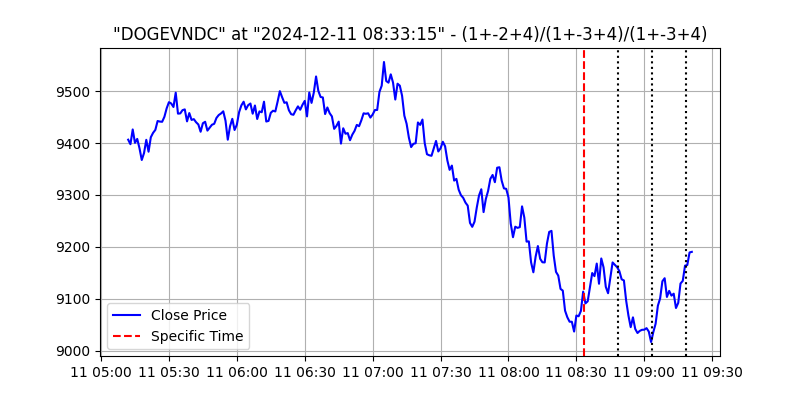 "DOGEVNDC" at "2024-12-11 08:33:15" - (1+-2+4)/(1+-3+4)/(1+-3+4)
9500
9400
9300
9200
9100
9000
Close Price
Specific Time
11 05:00 11 05:30 11 06:00 11 06:30 11 07:00 11 07:30 11 08:00 11 08:30 11 09:00 11 09:30